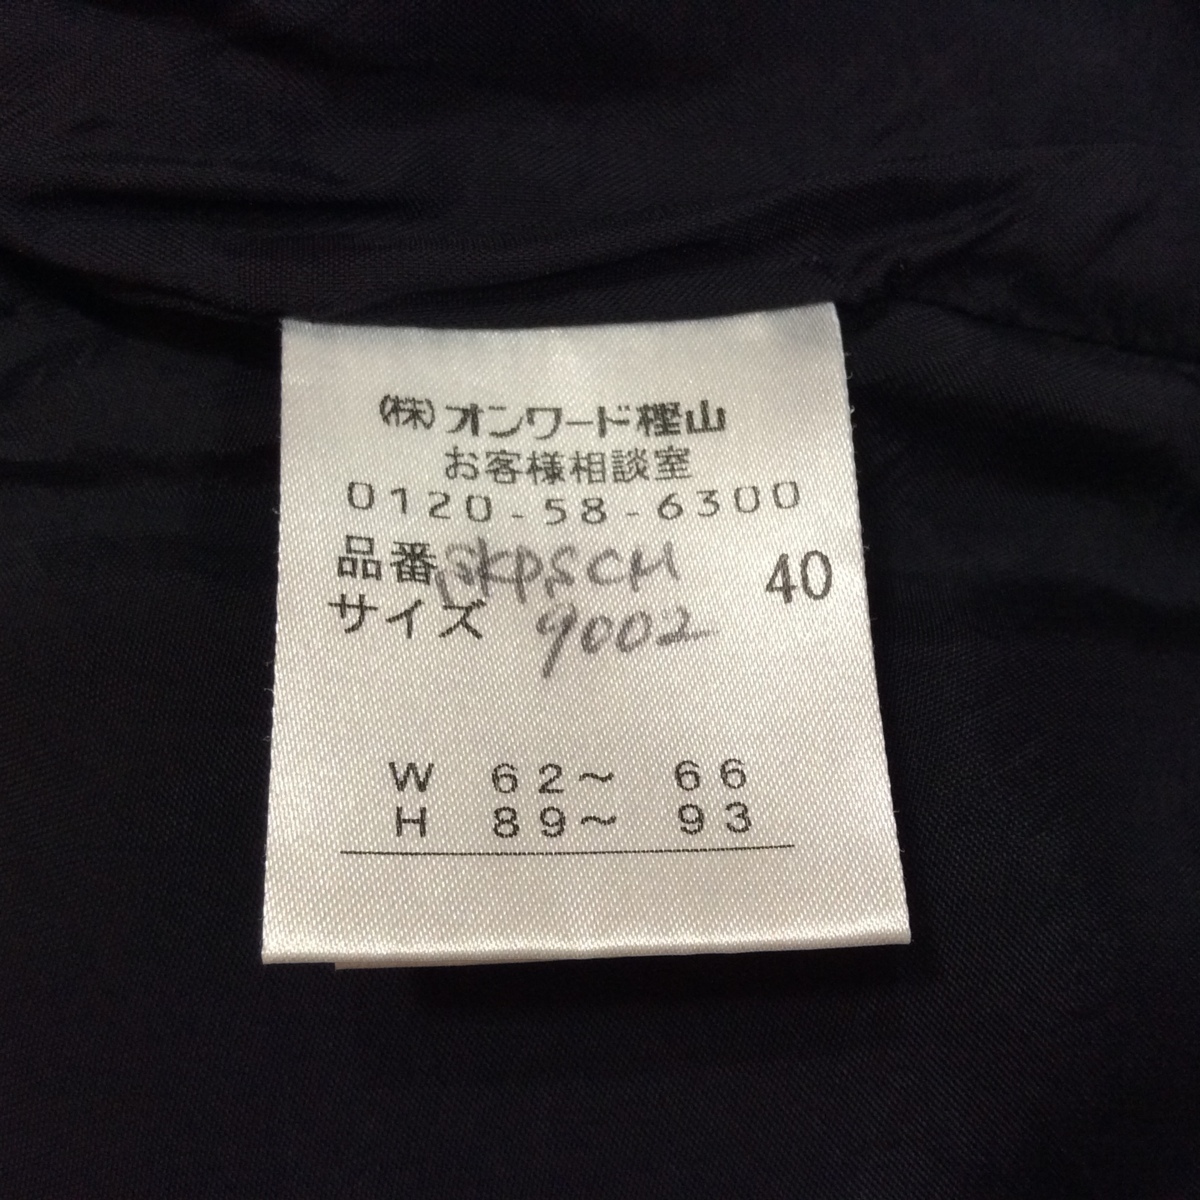 (株)オンワード樫山
お客様相談室
0120-58-6300
品番 SKPSCM 40
サイズ 9002
W 62～ 66
H 89～ 93